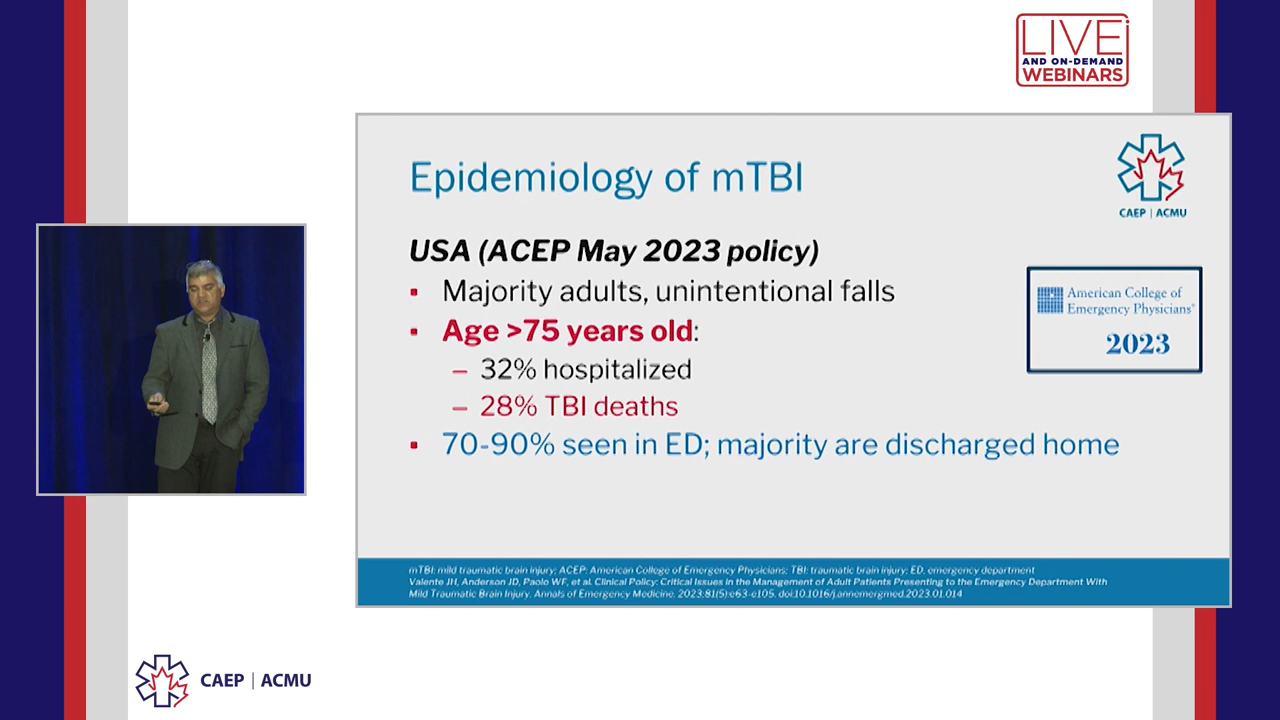 LIVE
AND ON-DEMAND
WEBINARS
Epidemiology of mTBI
CAEP | ACMU
USA (ACEP May 2023 policy)
▪ Majority adults, unintentional falls
▪ Age >75 years old:
– 32% hospitalized
– 28% TBI deaths
▪ 70-90% seen in ED; majority are discharged home
American College of
Emergency Physicians®
2023
mTBI: mild traumatic brain injury; ACEP: American College of Emergency Physicians; TBI: traumatic brain injury; ED, emergency department
Valente JH, Anderson JD, Paolo WF, et al. Clinical Policy: Critical Issues in the Management of Adult Patients Presenting to the Emergency Department With
Mild Traumatic Brain Injury. Annals of Emergency Medicine. 2023;81(5):e63-e105. doi:10.1016/j.annemergmed.2023.01.014
CAEP | ACMU